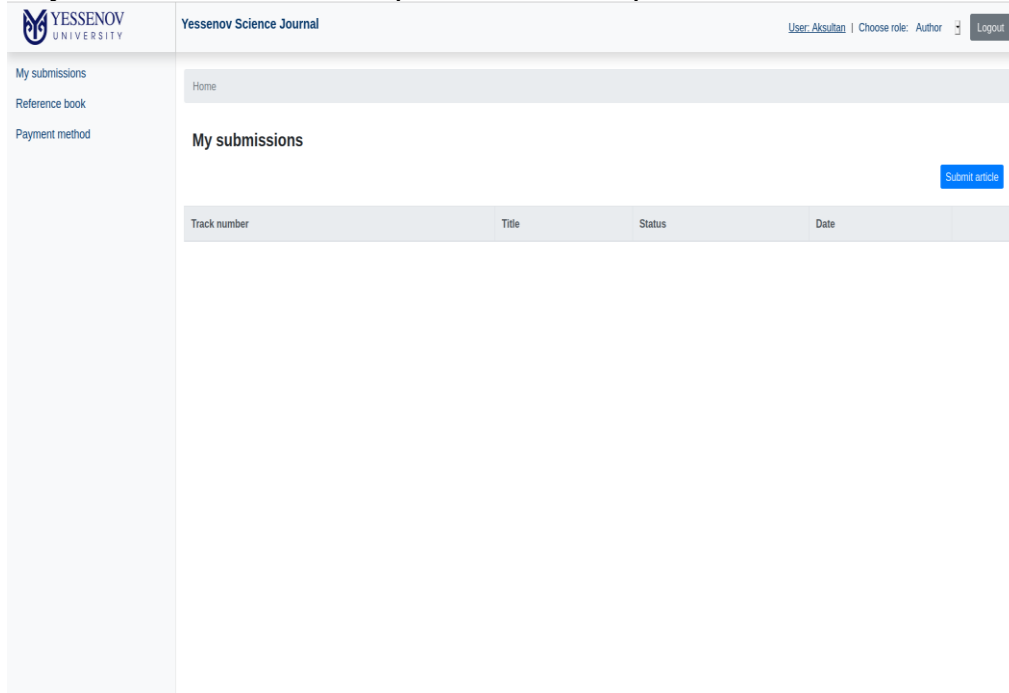 YESSENOV
UNIVERSITY
Yessenov Science Journal
User: Aksultan | Choose role: Author
Logout
My submissions
Reference book
Payment method
Home
My submissions
Submit article
Track number Title Status Date